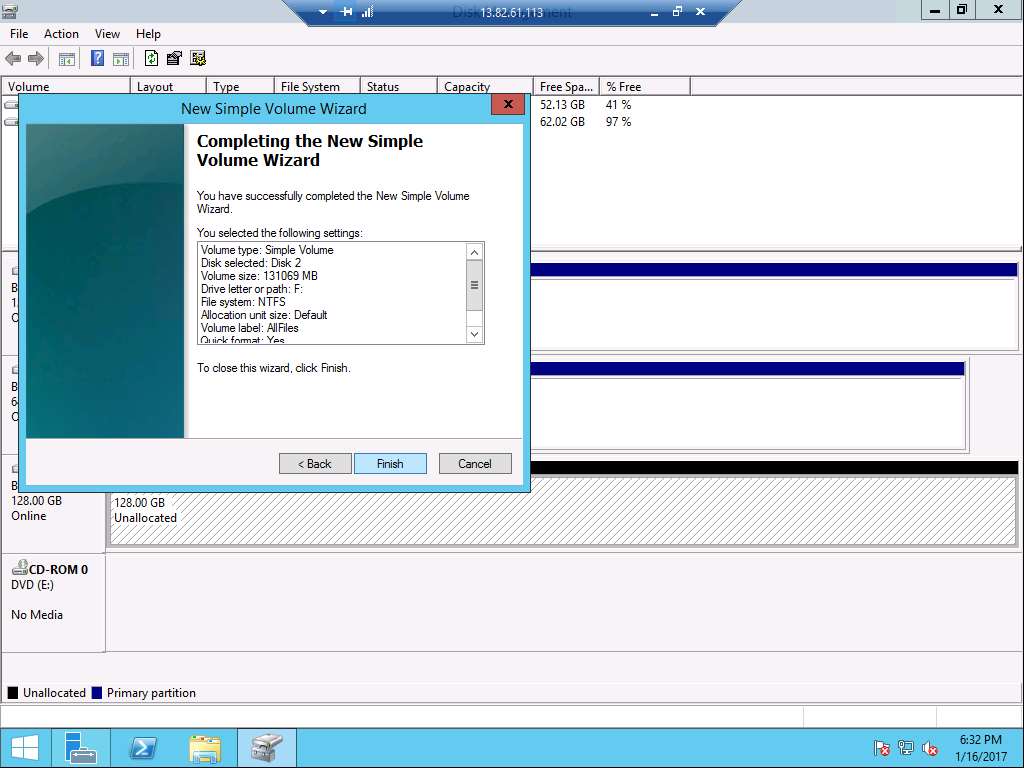 Disk Management
13.82.61.113
File Action View Help
Volume Layout Type File System Status Capacity Free Spa... % Free
52.13 GB 41 %
62.02 GB 97 %
New Simple Volume Wizard
Completing the New Simple
Volume Wizard
You have successfully completed the New Simple Volume
Wizard.
You selected the following settings:
Volume type: Simple Volume
Disk selected: Disk 2
Volume size: 131069 MB
Drive letter or path: F:
File system: NTFS
Allocation unit size: Default
Volume label: AllFiles
Quick format: Yes
To close this wizard, click Finish.
< Back Finish Cancel
128.00 GB
Online
128.00 GB
Unallocated
CD-ROM 0
DVD (E:)
No Media
Unallocated Primary partition
6:32 PM
1/16/2017